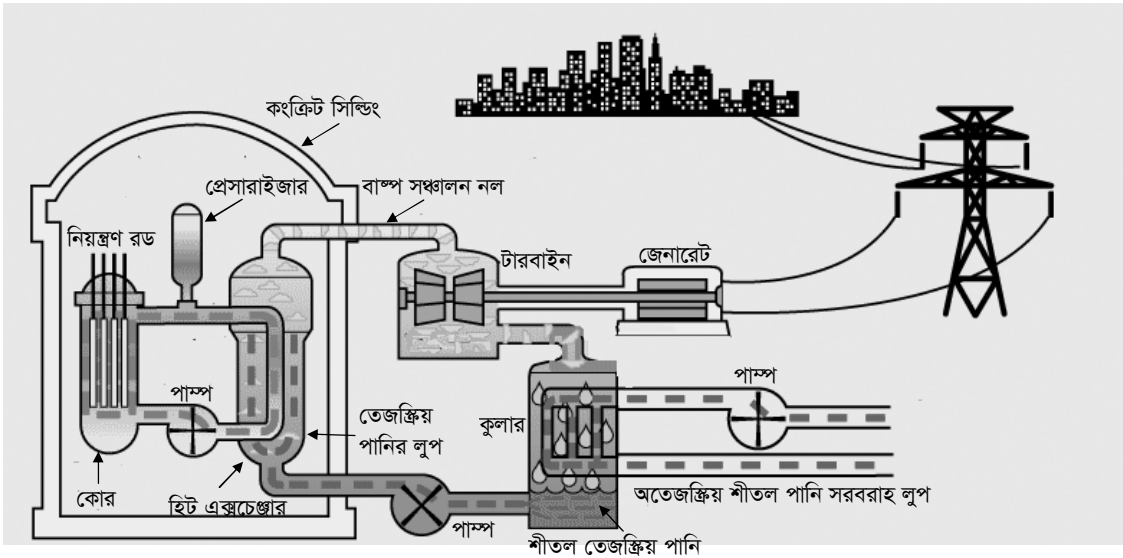 কংক্রিট সিল্ডিং
প্রেসারাইজার
বাষ্প সঞ্চালন নল
নিয়ন্ত্রণ রড
টারবাইন
জেনারেট
পাম্প
পাম্প
তেজস্ক্রিয়
পানির লুপ
কুলার
কোর
হিট এক্সচেঞ্জার
অতেজস্ক্রিয় শীতল পানি সরবরাহ লুপ
পাম্প
শীতল তেজস্ক্রিয় পানি